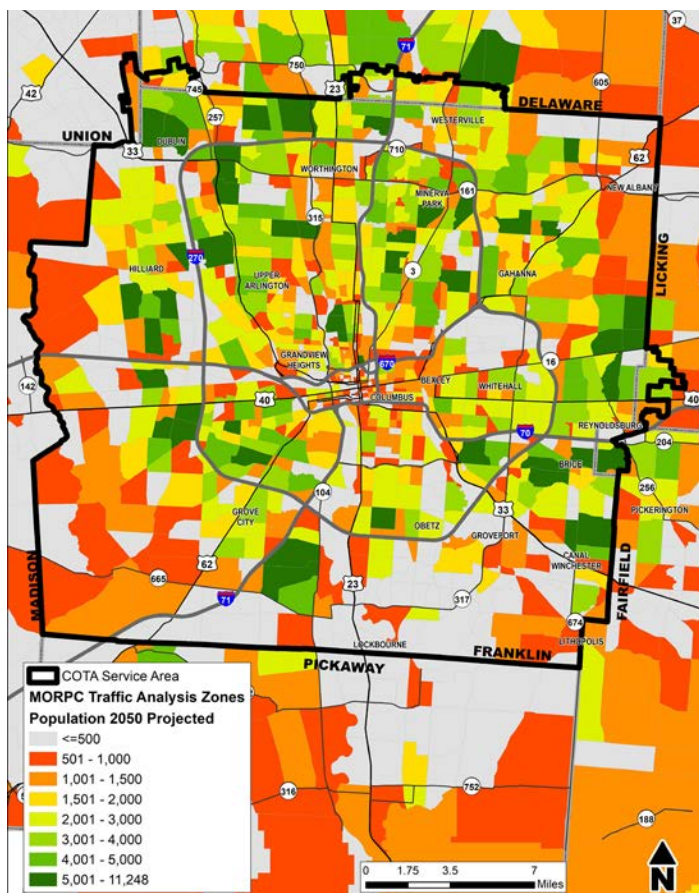 37
71
750
42
745
23
605
DELAWARE
257
WESTERVILLE
UNION
33
DUBLIN
710
62
WORTHINGTON
MINERVA
PARK
161
NEW ALBANY
315
LICKING
270
HILLIARD
3
GAHANNA
UPPER
ARLINGTON
GRANDVIEW
HEIGHTS
670
16
142
BEXLEY
WHITEHALL
40
COLUMBUS
40
REYNOLDSBURG
70
204
BRICE
104
256
33
PICKERINGTON
GROVE
CITY
OBETZ
GROVEPORT
MADISON
62
CANAL
WINCHESTER
FAIRFIELD
665
23
71
317
674
LOCKBOURNE
FRANKLIN
LITHOPOLIS
PICKAWAY
COTA Service Area
MORPC Traffic Analysis Zones
Population 2050 Projected
<=500
501 - 1,000
1,001 - 1,500
1,501 - 2,000
2,001 - 3,000
3,001 - 4,000
4,001 - 5,000
5,001 - 11,248
316
752
188
0 1.75 3.5 7
Miles
N